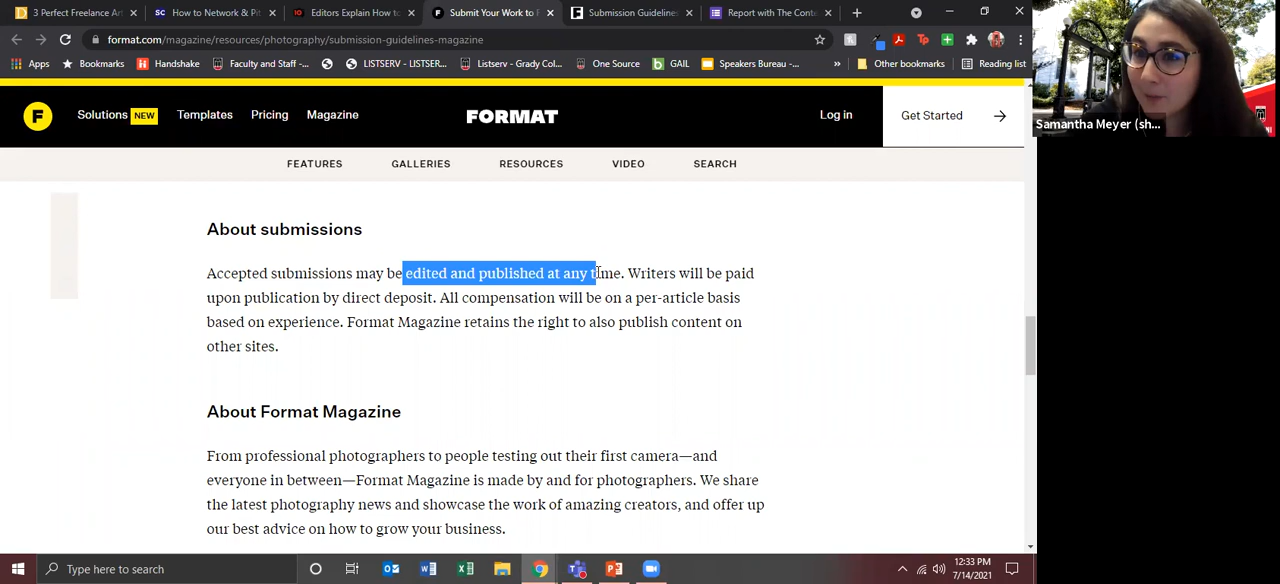 3 Perfect Freelance Ar
How to Network & Pit
Editors Explain How to
Submit Your Work to F
Submission Guideline
Report with The Conte
format.com/magazine/resources/photography/submission-guidelines-magazine
Apps
Bookmarks
Handshake
Faculty and Staff -...
LISTSERV - LISTSER...
Listserv - Grady Col...
One Source
GAIL
Speakers Bureau -...
»
Other bookmarks
Reading list
F
Solutions NEW
Templates
Pricing
Magazine
FORMAT
Log in
Get Started
FEATURES
GALLERIES
RESOURCES
VIDEO
SEARCH
About submissions
Accepted submissions may be edited and published at any time. Writers will be paid
upon publication by direct deposit. All compensation will be on a per-article basis
based on experience. Format Magazine retains the right to also publish content on
other sites.
About Format Magazine
From professional photographers to people testing out their first camera—and
everyone in between—Format Magazine is made by and for photographers. We share
the latest photography news and showcase the work of amazing creators, and offer up
our best advice on how to grow your business.
Samantha Meyer (sh...
Type here to search
12:33 PM
7/14/2021